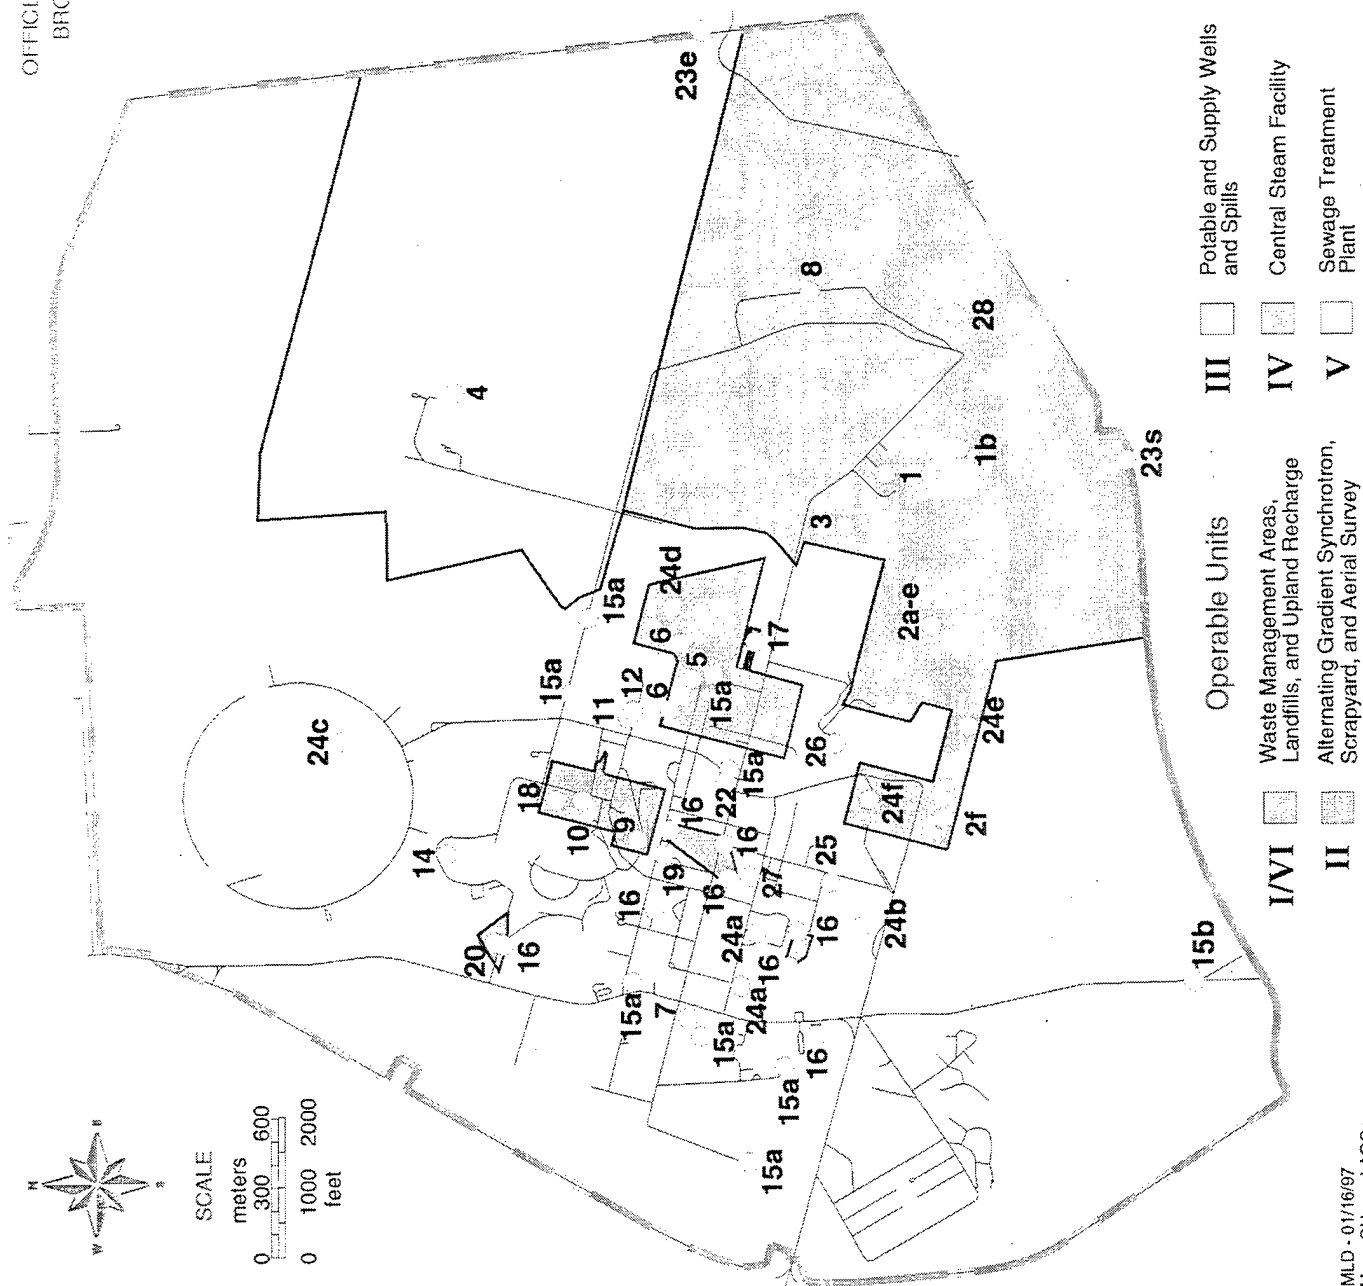 OFFICE
BRO
N
W
E
S
SCALE
meters
0 300 600
0 1000 2000
feet
24c
14
20
16
18
10
9
11
12
15a
15a
6
6
5
24d
15a
4
23e
16
19
16
16
22
16
15a
15a
7
24a
24a
27
16
16
25
26
17
3
8
1
1b
28
2a-e
24f
24e
2f
24b
15a
15a
16
15a
15b
23s
Operable Units
I/VI Waste Management Areas,
Landfills, and Upland Recharge
II Alternating Gradient Synchrotron,
Scrapyard, and Aerial Survey
III Potable and Supply Wells
and Spills
IV Central Steam Facility
V Sewage Treatment
Plant
MLD - 01/16/97